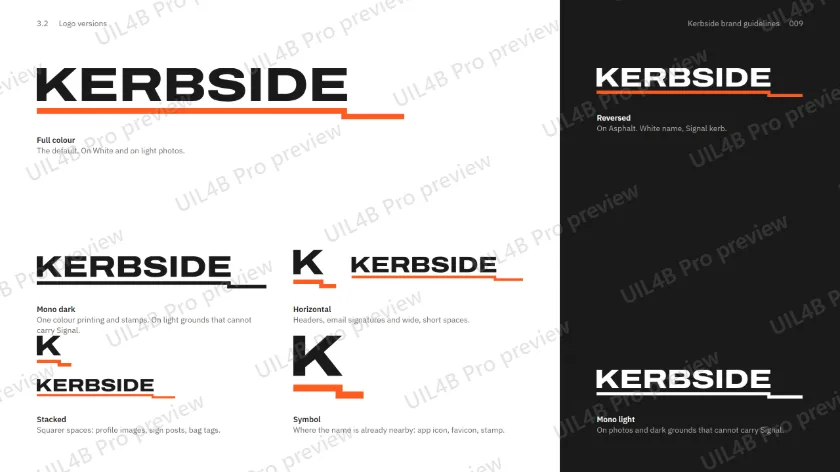 3.2 Logo versions
Kerbside brand guidelines 009
KERBSIDE
Full colour
The default. On White and on light photos.
KERBSIDE
Reversed
On Asphalt. White name, Signal kerb.
KERBSIDE
Mono dark
One colour printing and stamps. On light grounds that cannot
carry Signal.
K KERBSIDE
Horizontal
Headers, email signatures and wide, short spaces.
K
KERBSIDE
Stacked
Squarer spaces: profile images, sign posts, bag tags.
K
Symbol
Where the name is already nearby: app icon, favicon, stamp.
KERBSIDE
Mono light
On photos and dark grounds that cannot carry Signal.
UIL4B Pro preview